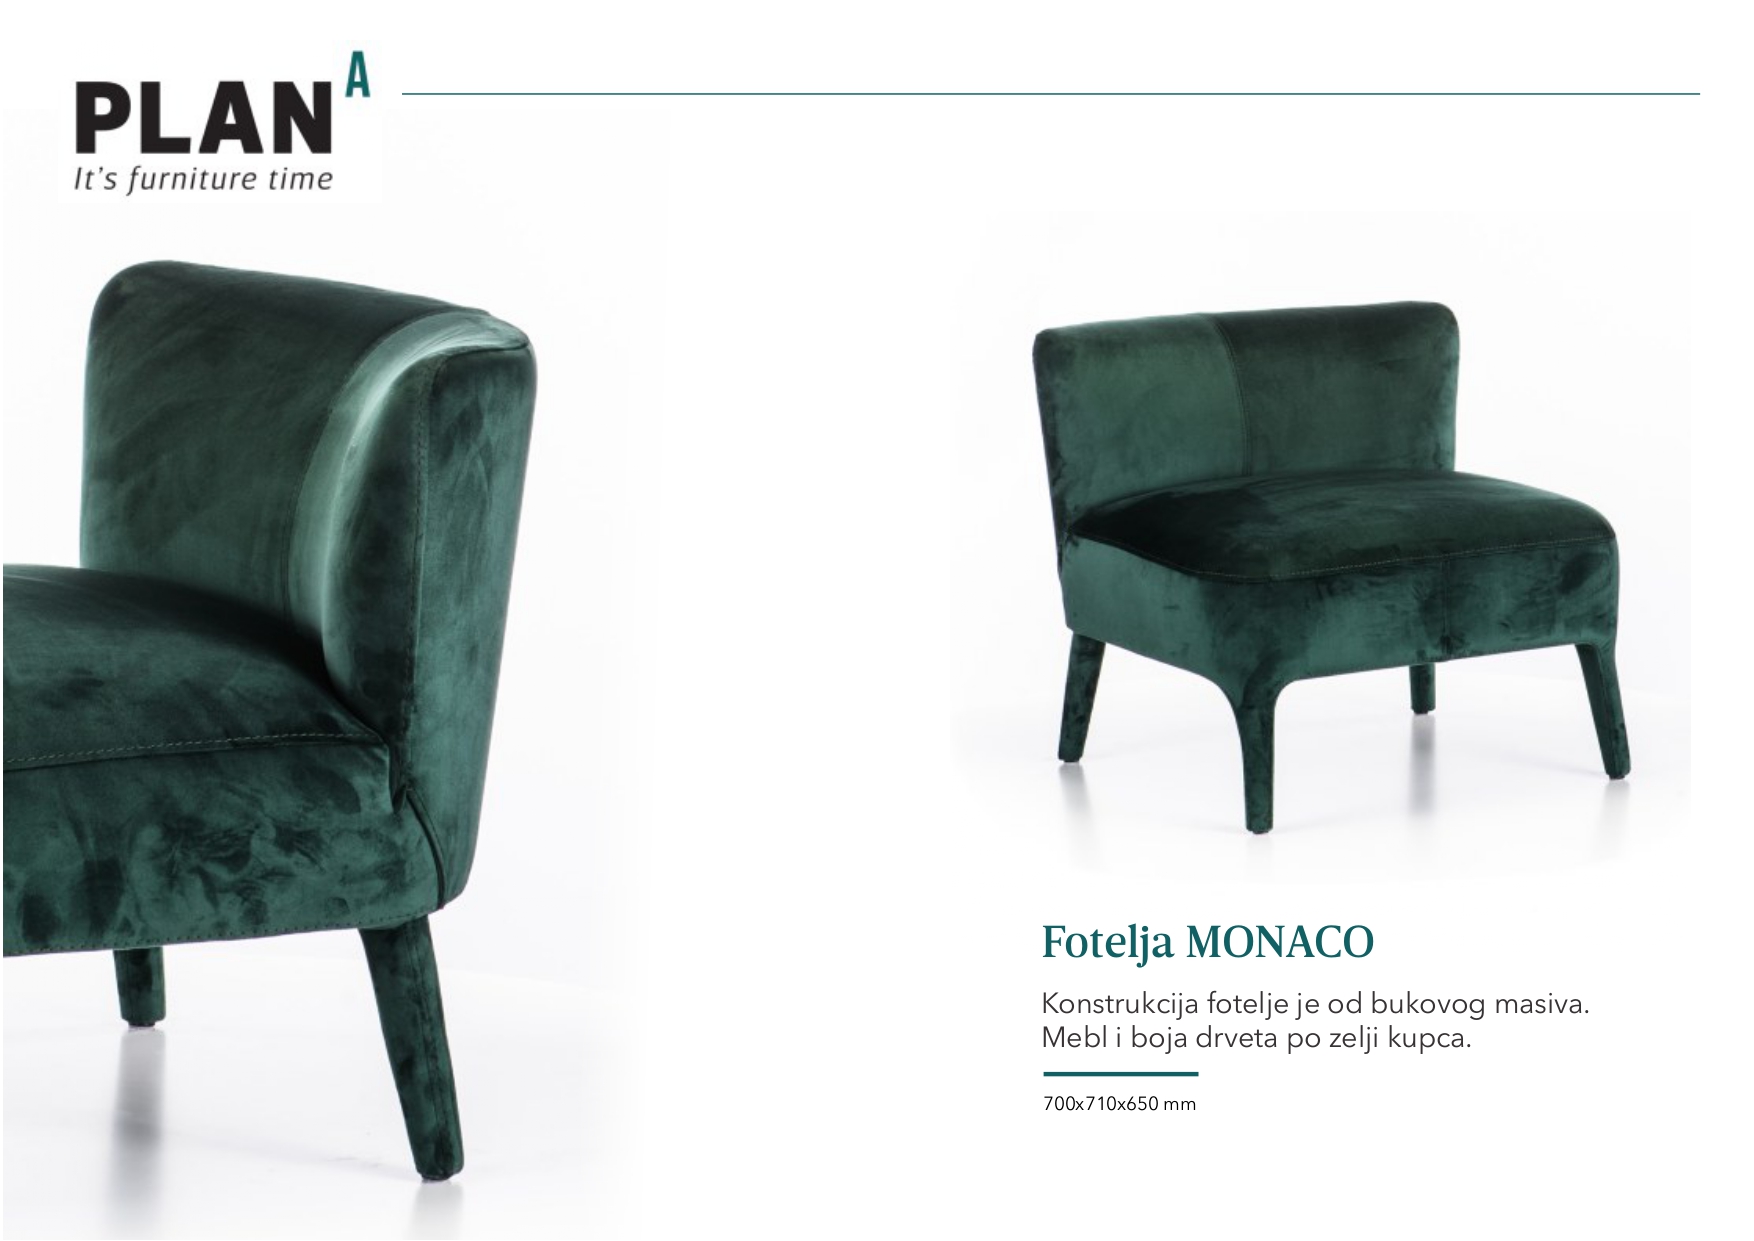 PLAN A
It's furniture time
Fotelja MONACO
Konstrukcija fotelje je od bukovog masiva.
Mebl i boja drveta po zelji kupca.
700x710x650 mm